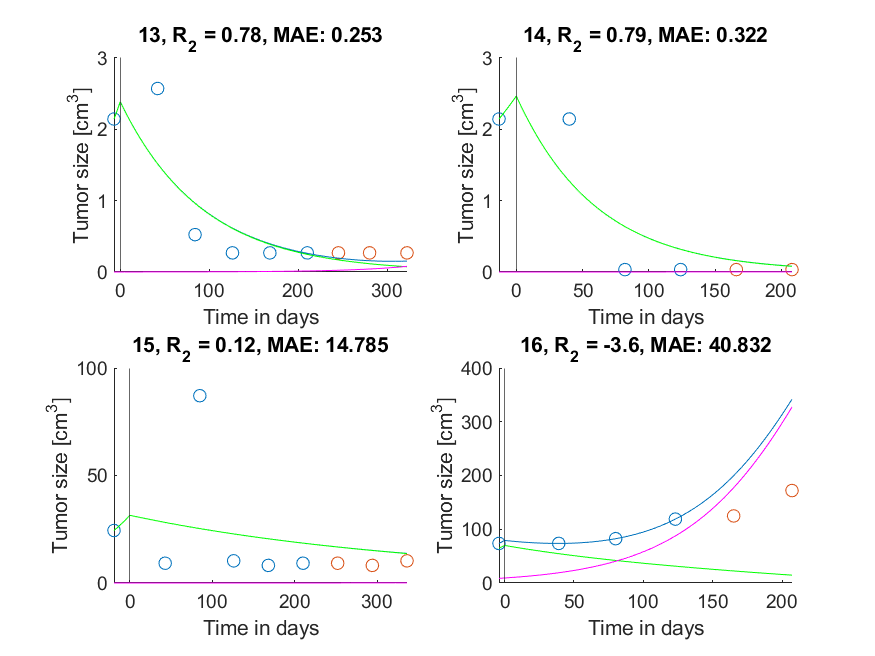 13, R2 = 0.78, MAE: 0.253
Tumor size [cm3]
3
2
1
0
0 100 200 300
Time in days
14, R2 = 0.79, MAE: 0.322
Tumor size [cm3]
3
2
1
0
0 50 100 150 200
Time in days
15, R2 = 0.12, MAE: 14.785
Tumor size [cm3]
100
50
0
0 100 200 300
Time in days
16, R2 = -3.6, MAE: 40.832
Tumor size [cm3]
400
300
200
100
0
0 50 100 150 200
Time in days